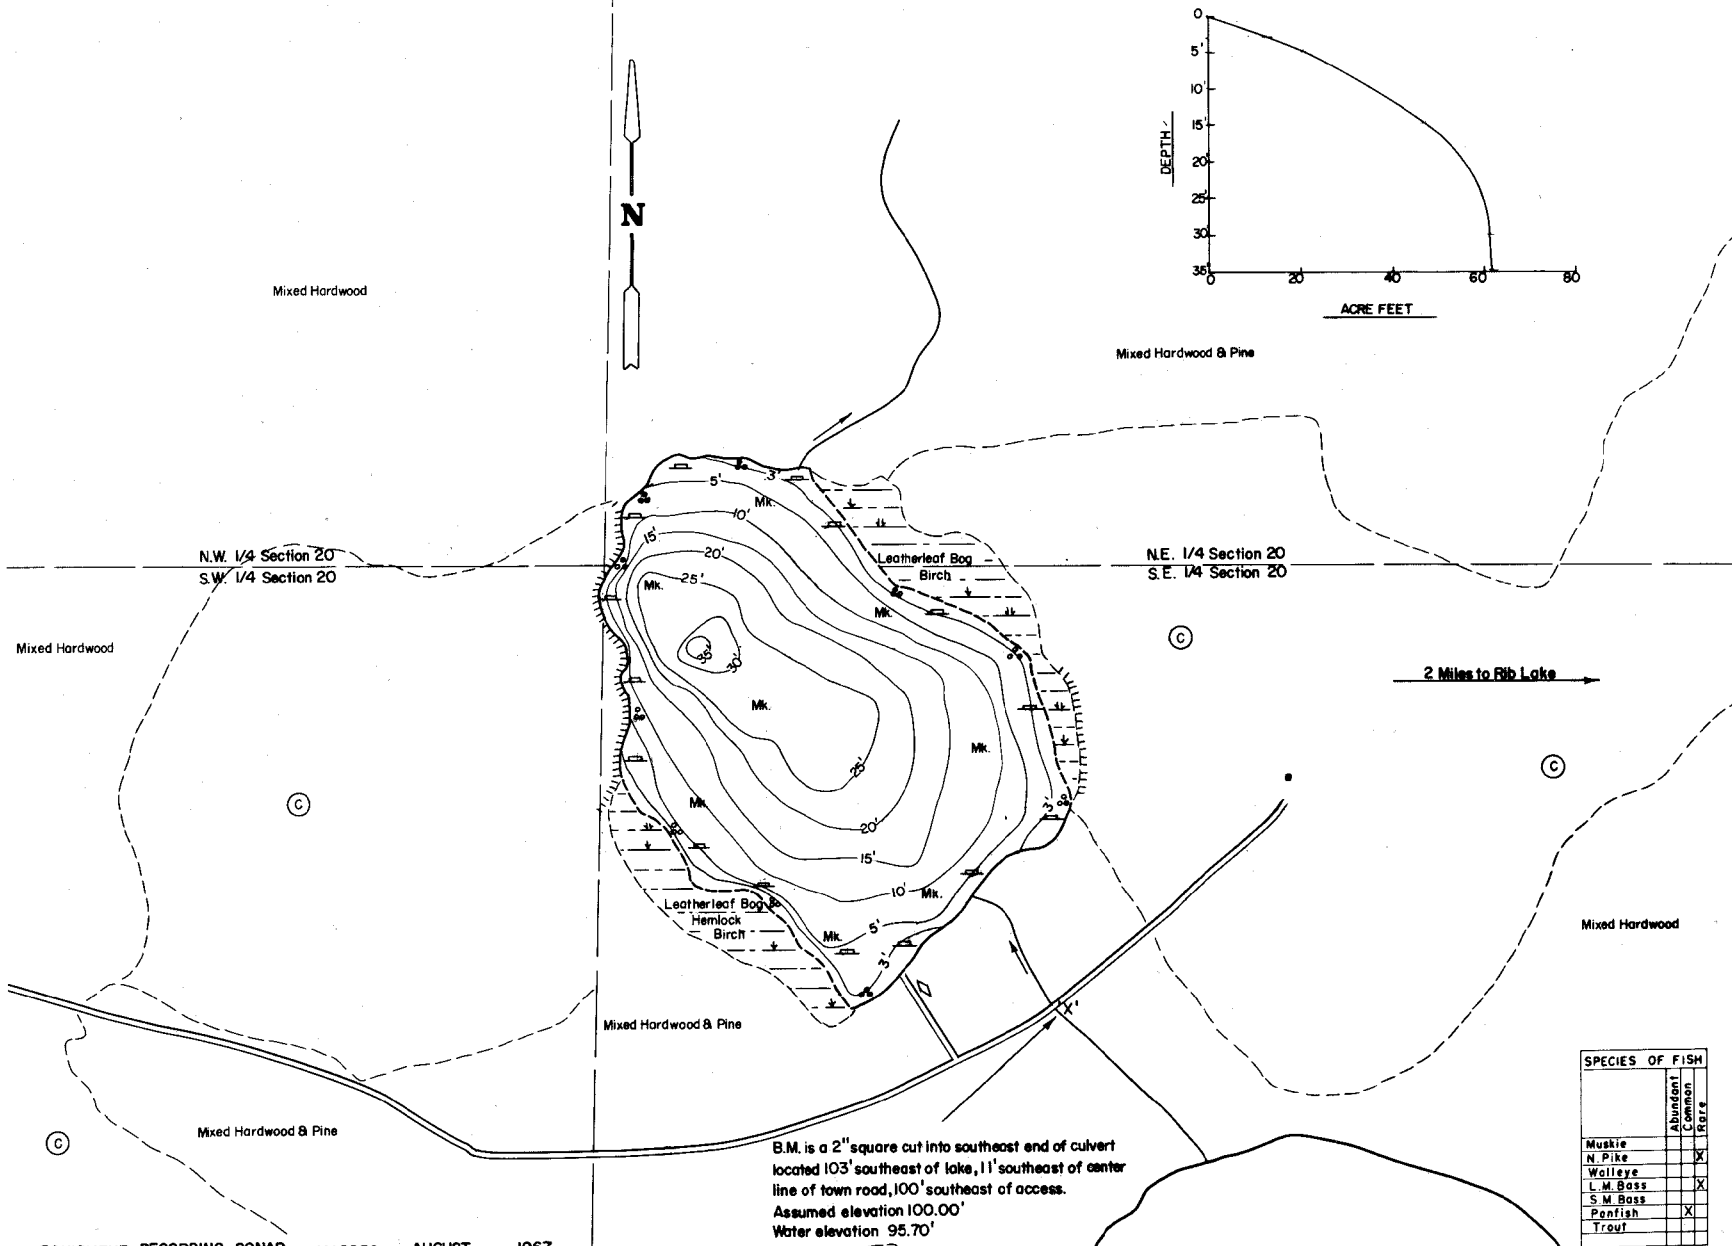 0
5'
10'
15'
20'
25'
30'
35'
DEPTH
0
20
40
60
80
ACRE FEET
N
Mixed Hardwood
Mixed Hardwood & Pine
3'
5'
Mk.
10'
15'
20'
25'
Mk.
N.W. 1/4 Section 20
S.W. 1/4 Section 20
Leatherleaf Bog
Birch
N.E. 1/4 Section 20
S.E. 1/4 Section 20
Mk.
Mixed Hardwood
C
35'
30'
2 Miles to Rib Lake
Mk.
Mk.
C
25'
C
Mk.
3'
20'
15'
10'
Mk.
Leatherleaf Bog
Hemlock
Birch
Mk.
5'
3'
Mixed Hardwood
'X'
Mixed Hardwood & Pine
Mixed Hardwood & Pine
C
B.M. is a 2" square cut into southeast end of culvert
located 103' southeast of lake, 11' southeast of center
line of town road, 100' southeast of access.
Assumed elevation 100.00'
Water elevation 95.70'
SPECIES OF FISH
Abundant
Common
Rare
Muskie
N. Pike X
Walleye
L.M. Bass X
S.M. Bass
Panfish X
Trout
RECORDING SONAR AUGUST 1967